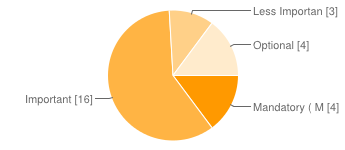 Less Importan [3]
Optional [4]
Important [16]
Mandatory ( M [4]